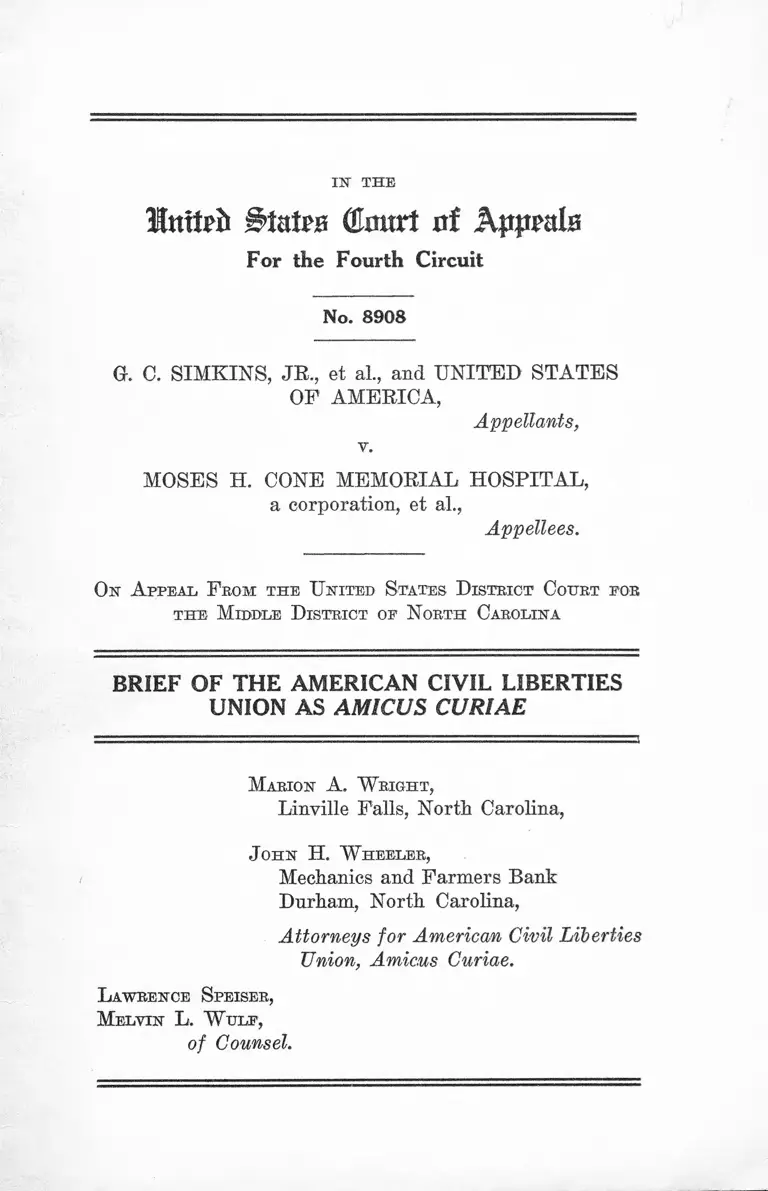 IN THE
United States Court of Appeals
For the Fourth Circuit
No. 8908
G. C. SIMKINS, JR., et al., and UNITED STATES
OF AMERICA,
Appellants,
v.
MOSES H. CONE MEMORIAL HOSPITAL,
a corporation, et al.,
Appellees.
ON APPEAL FROM THE UNITED STATES DISTRICT COURT FOR
THE MIDDLE DISTRICT OF NORTH CAROLINA
BRIEF OF THE AMERICAN CIVIL LIBERTIES
UNION AS AMICUS CURIAE
MARION A. WRIGHT,
Linville Falls, North Carolina,
JOHN H. WHEELER,
Mechanics and Farmers Bank
Durham, North Carolina,
Attorneys for American Civil Liberties
Union, Amicus Curiae.
LAWRENCE SPEISER,
MELVIN L. WULF,
of Counsel.